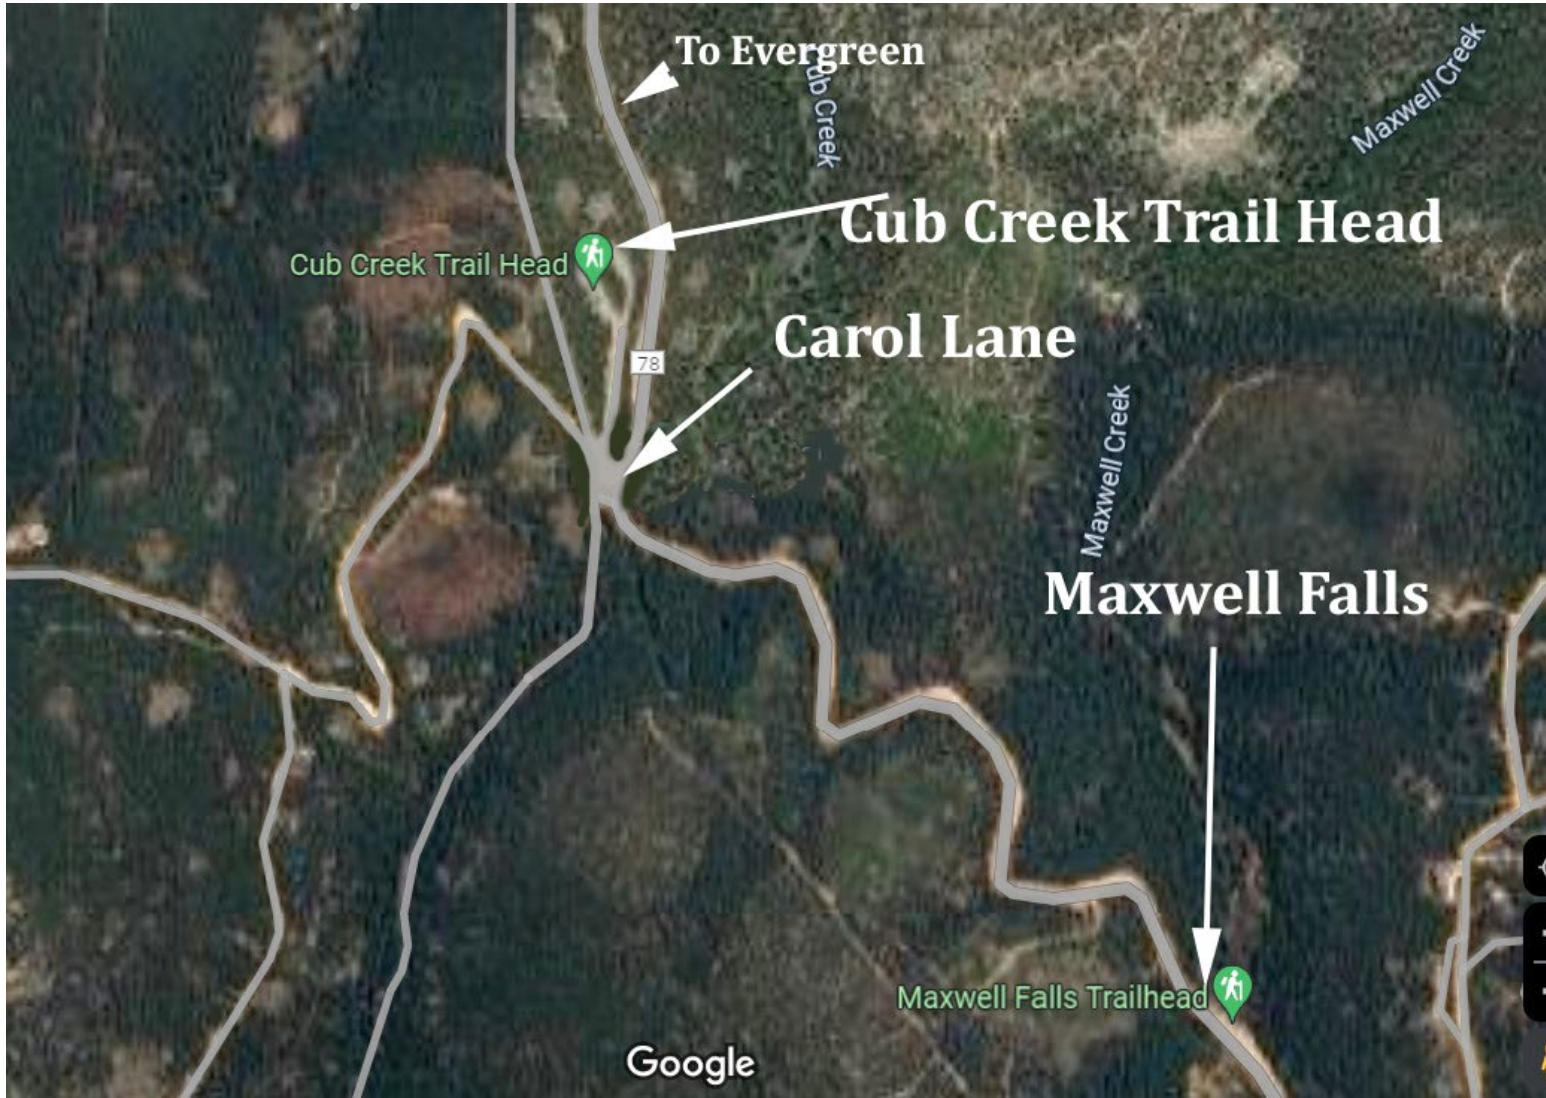 To Evergreen
Cub Creek
Maxwell Creek
Cub Creek Trail Head
Cub Creek Trail Head
Carol Lane
78
Maxwell Creek
Maxwell Falls
Maxwell Falls Trailhead
Google